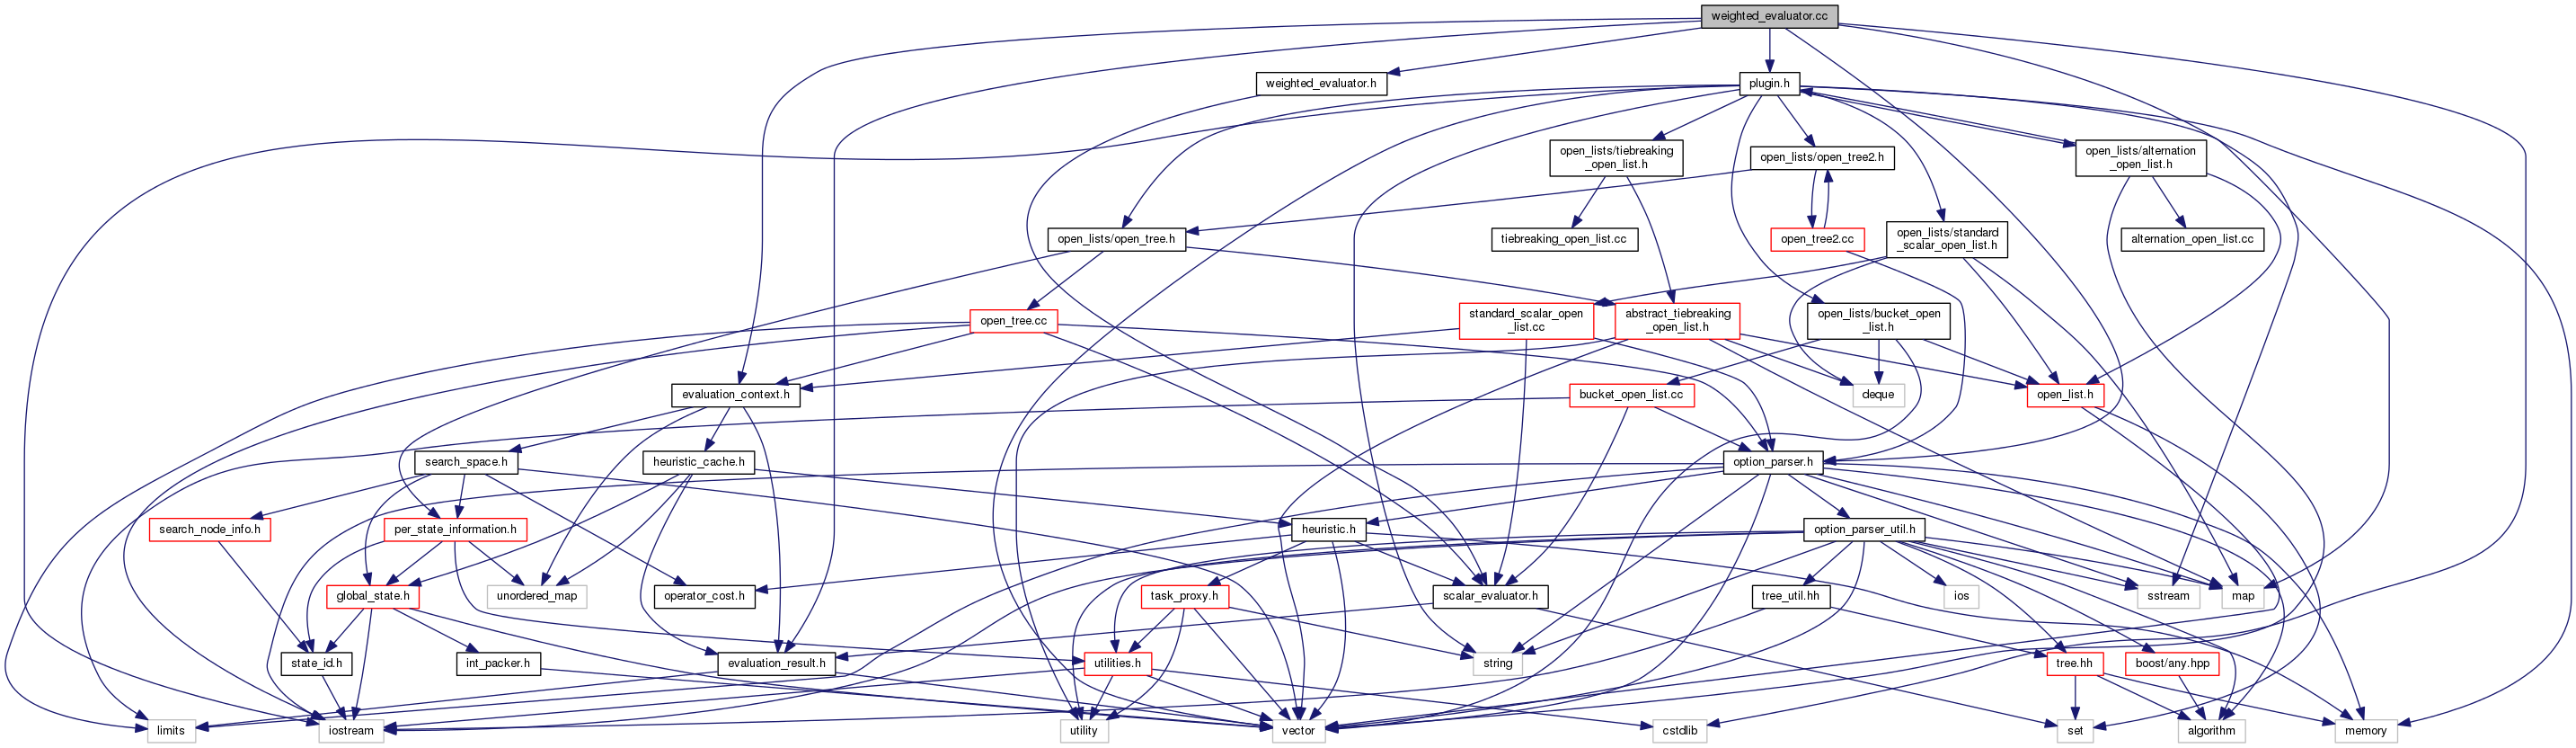 weighted_evaluator.cc
weighted_evaluator.h
plugin.h
open_lists/tiebreaking
_open_list.h
open_lists/open_tree2.h
open_lists/alternation
_open_list.h
open_lists/open_tree.h
tiebreaking_open_list.cc
open_tree2.cc
open_lists/standard
_scalar_open_list.h
alternation_open_list.cc
open_tree.cc
standard_scalar_open
_list.cc
abstract_tiebreaking
_open_list.h
open_lists/bucket_open
_list.h
evaluation_context.h
bucket_open_list.cc
deque
open_list.h
search_space.h
heuristic_cache.h
option_parser.h
search_node_info.h
per_state_information.h
heuristic.h
option_parser_util.h
global_state.h
unordered_map
operator_cost.h
task_proxy.h
scalar_evaluator.h
tree_util.hh
ios
sstream
map
state_id.h
int_packer.h
evaluation_result.h
utilities.h
string
tree.hh
boost/any.hpp
limits
iostream
utility
vector
cstdlib
set
algorithm
memory